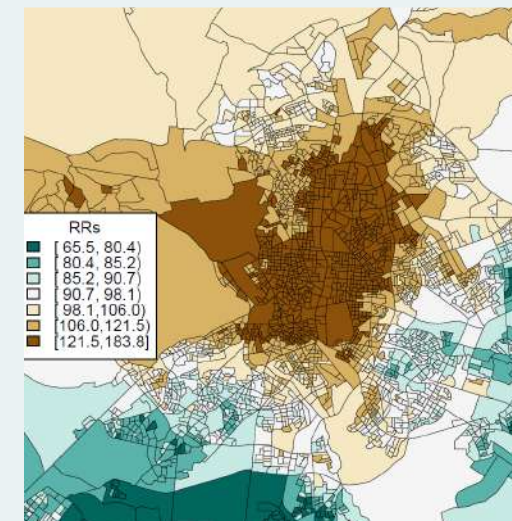 RRs
[ 65.5, 80.4)
[ 80.4, 85.2)
[ 85.2, 90.7)
[ 90.7, 98.1)
[ 98.1,106.0)
[106.0,121.5)
[121.5,183.8]